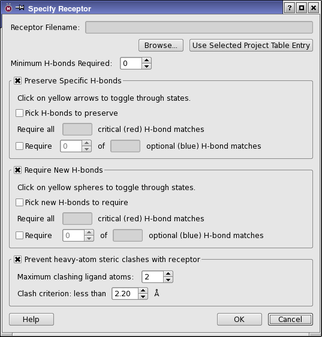 Specify Receptor
Receptor Filename:
Browse... Use Selected Project Table Entry
Minimum H-bonds Required: 0
Preserve Specific H-bonds
Click on yellow arrows to toggle through states.
Pick H-bonds to preserve
Require all critical (red) H-bond matches
Require 0 of optional (blue) H-bond matches
Require New H-bonds
Click on yellow spheres to toggle through states.
Pick new H-bonds to require
Require all critical (red) H-bond matches
Require 0 of optional (blue) H-bond matches
Prevent heavy-atom steric clashes with receptor
Maximum clashing ligand atoms: 2
Clash criterion: less than 2.20 Å
Help OK Cancel